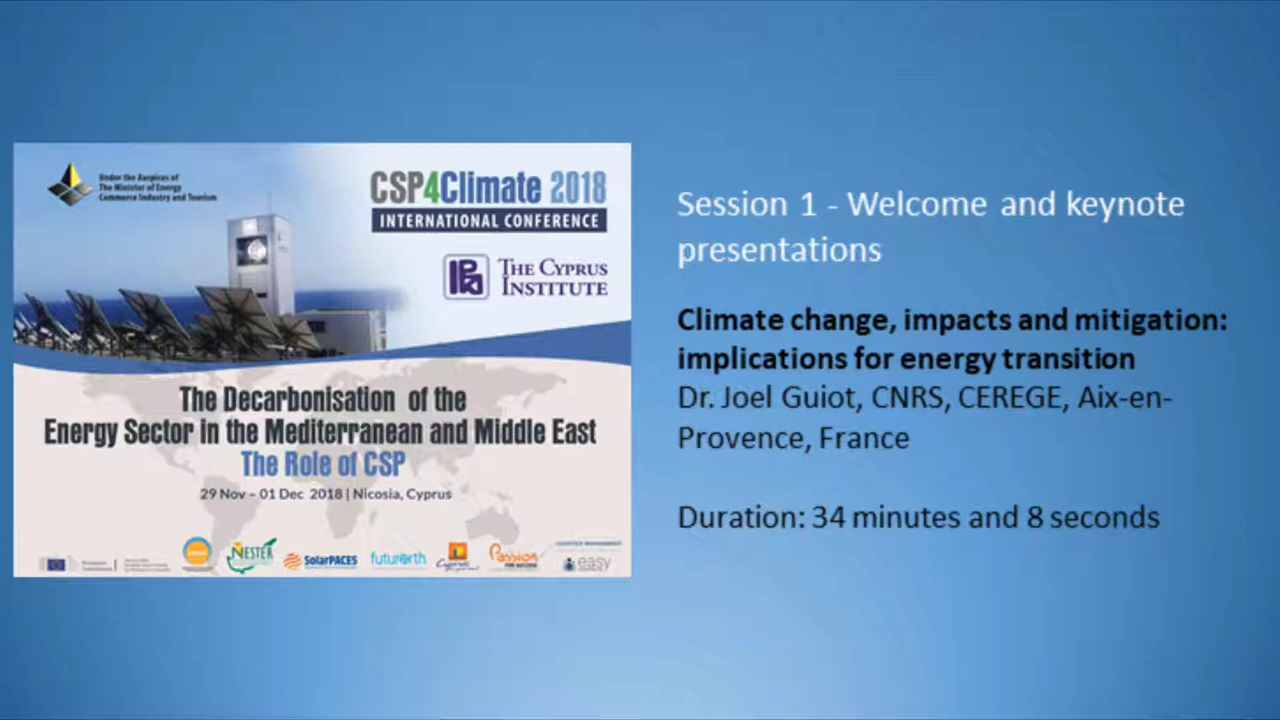 Under the Auspices of
The Minister of Energy
Commerce Industry and Tourism
CSP4Climate 2018
INTERNATIONAL CONFERENCE
THE CYPRUS
INSTITUTE
The Decarbonisation of the
Energy Sector in the Mediterranean and Middle East
The Role of CSP
29 Nov – 01 Dec 2018 | Nicosia, Cyprus
NESTER
SolarPACES
futurorth
Cyprus
Passion
easy
Session 1 - Welcome and keynote
presentations
Climate change, impacts and mitigation:
implications for energy transition
Dr. Joel Guiot, CNRS, CEREGE, Aix-en-
Provence, France
Duration: 34 minutes and 8 seconds